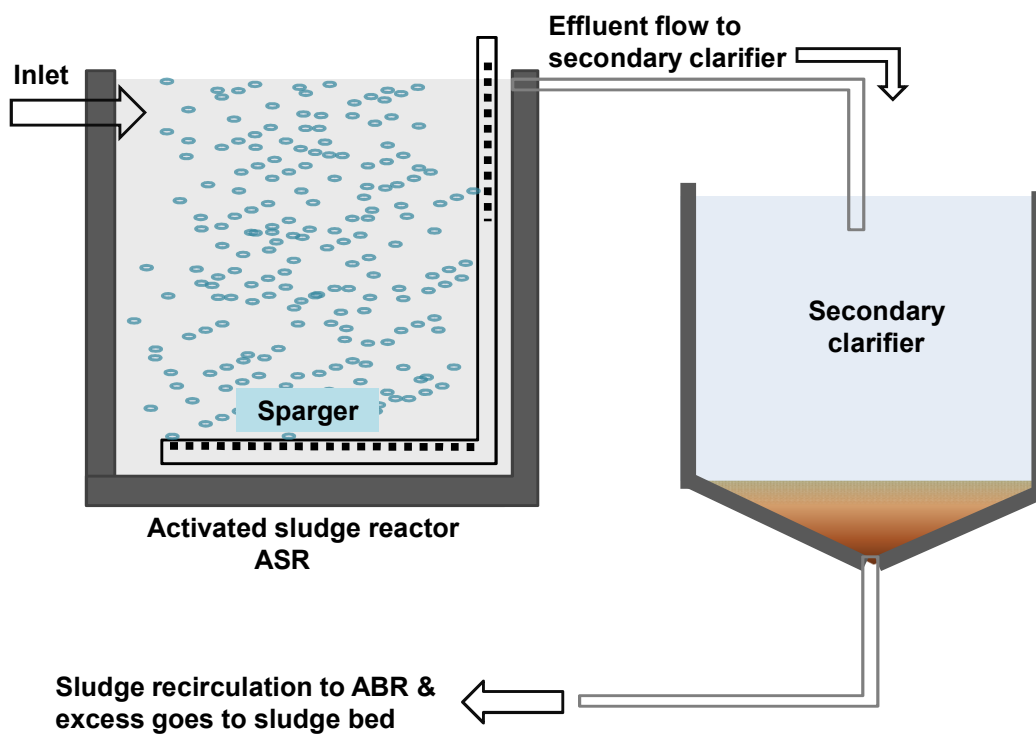 Effluent flow to
secondary clarifier
Inlet
Secondary
clarifier
Sparger
Activated sludge reactor
ASR
Sludge recirculation to ABR &
excess goes to sludge bed